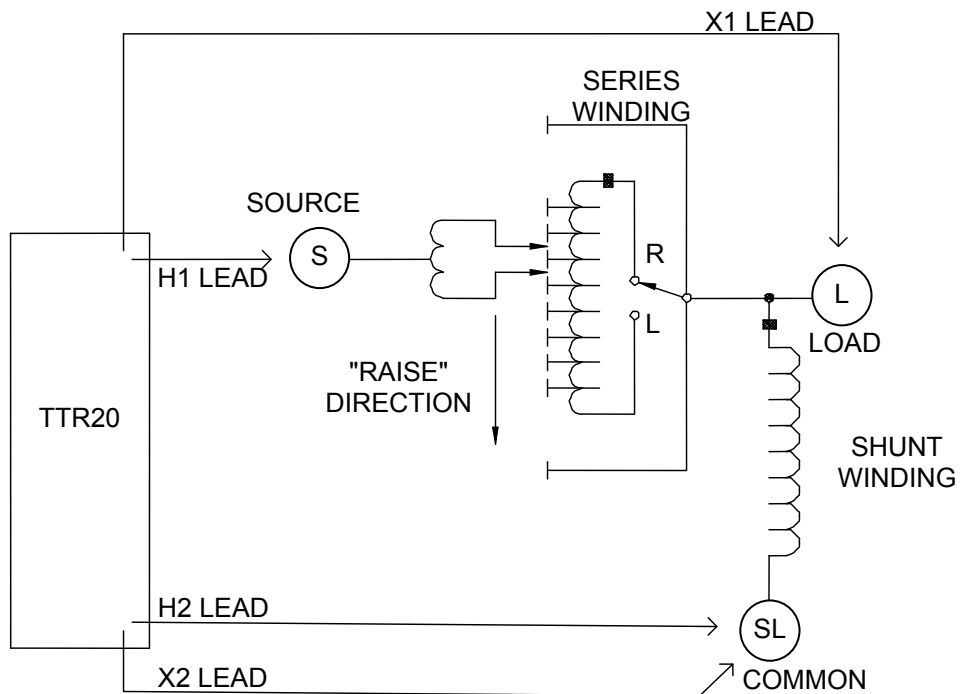 X1 LEAD
SERIES
WINDING
SOURCE
S
H1 LEAD
R
L
L
LOAD
"RAISE"
DIRECTION
TTR20
SHUNT
WINDING
H2 LEAD
SL
X2 LEAD
COMMON